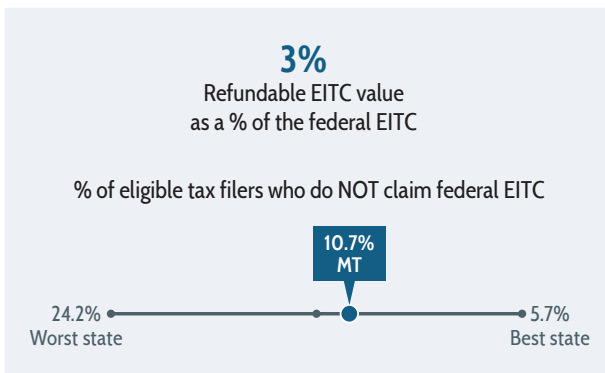 3%
Refundable EITC value
as a % of the federal EITC
% of eligible tax filers who do NOT claim federal EITC
10.7%
MT
24.2%
Worst state
5.7%
Best state